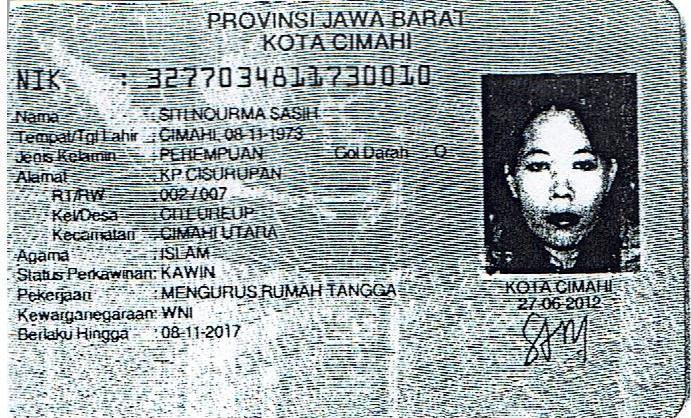 PROVINSI JAWA BARAT
KOTA CIMAHI
NIK : 3277034811730010
Nama : SITI NOURMA SASIH
Tempat/Tgl Lahir : CIMAHI, 08-11-1973
Jenis Kelamin : PEREMPUAN Gol Darah O
Alamat : KP CISURUPAN
RT/RW : 002 / 007
Kel/Desa : CITEUREUP
Kecamatan : CIMAHI UTARA
Agama : ISLAM
Status Perkawinan: KAWIN
Pekerjaan : MENGURUS RUMAH TANGGA
Kewarganegaraan: WNI
Berlaku Hingga : 08-11-2017
KOTA CIMAHI
27-06-2012